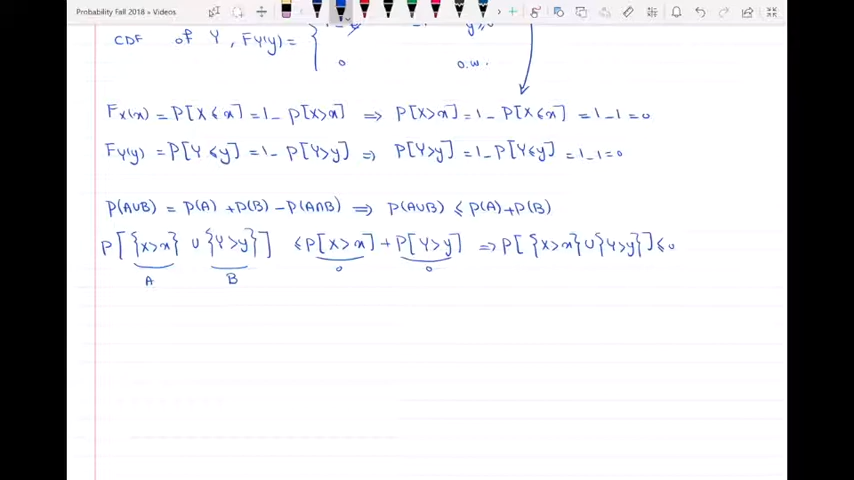 Probability Fall 2018 » Videos
CDF of Y, FY(y) = { y≥0
0 o.w.
Fx(x) = P[X≤x] = 1 - P[X>x] ⇒ P[X>x] = 1 - P[X≤x] = 1-1=0
FY(y) = P[Y≤y] = 1 - P[Y>y] ⇒ P[Y>y] = 1 - P[Y≤y] = 1-1=0
P(A∪B) = P(A) + P(B) - P(A∩B) ⇒ P(A∪B) ≤ P(A)+P(B)
P[{X>x} ∪ {Y>y}] ≤ P[X>x] + P[Y>y] ⇒ P[{X>x}∪{Y>y}] ≤ 0
A B 0 0